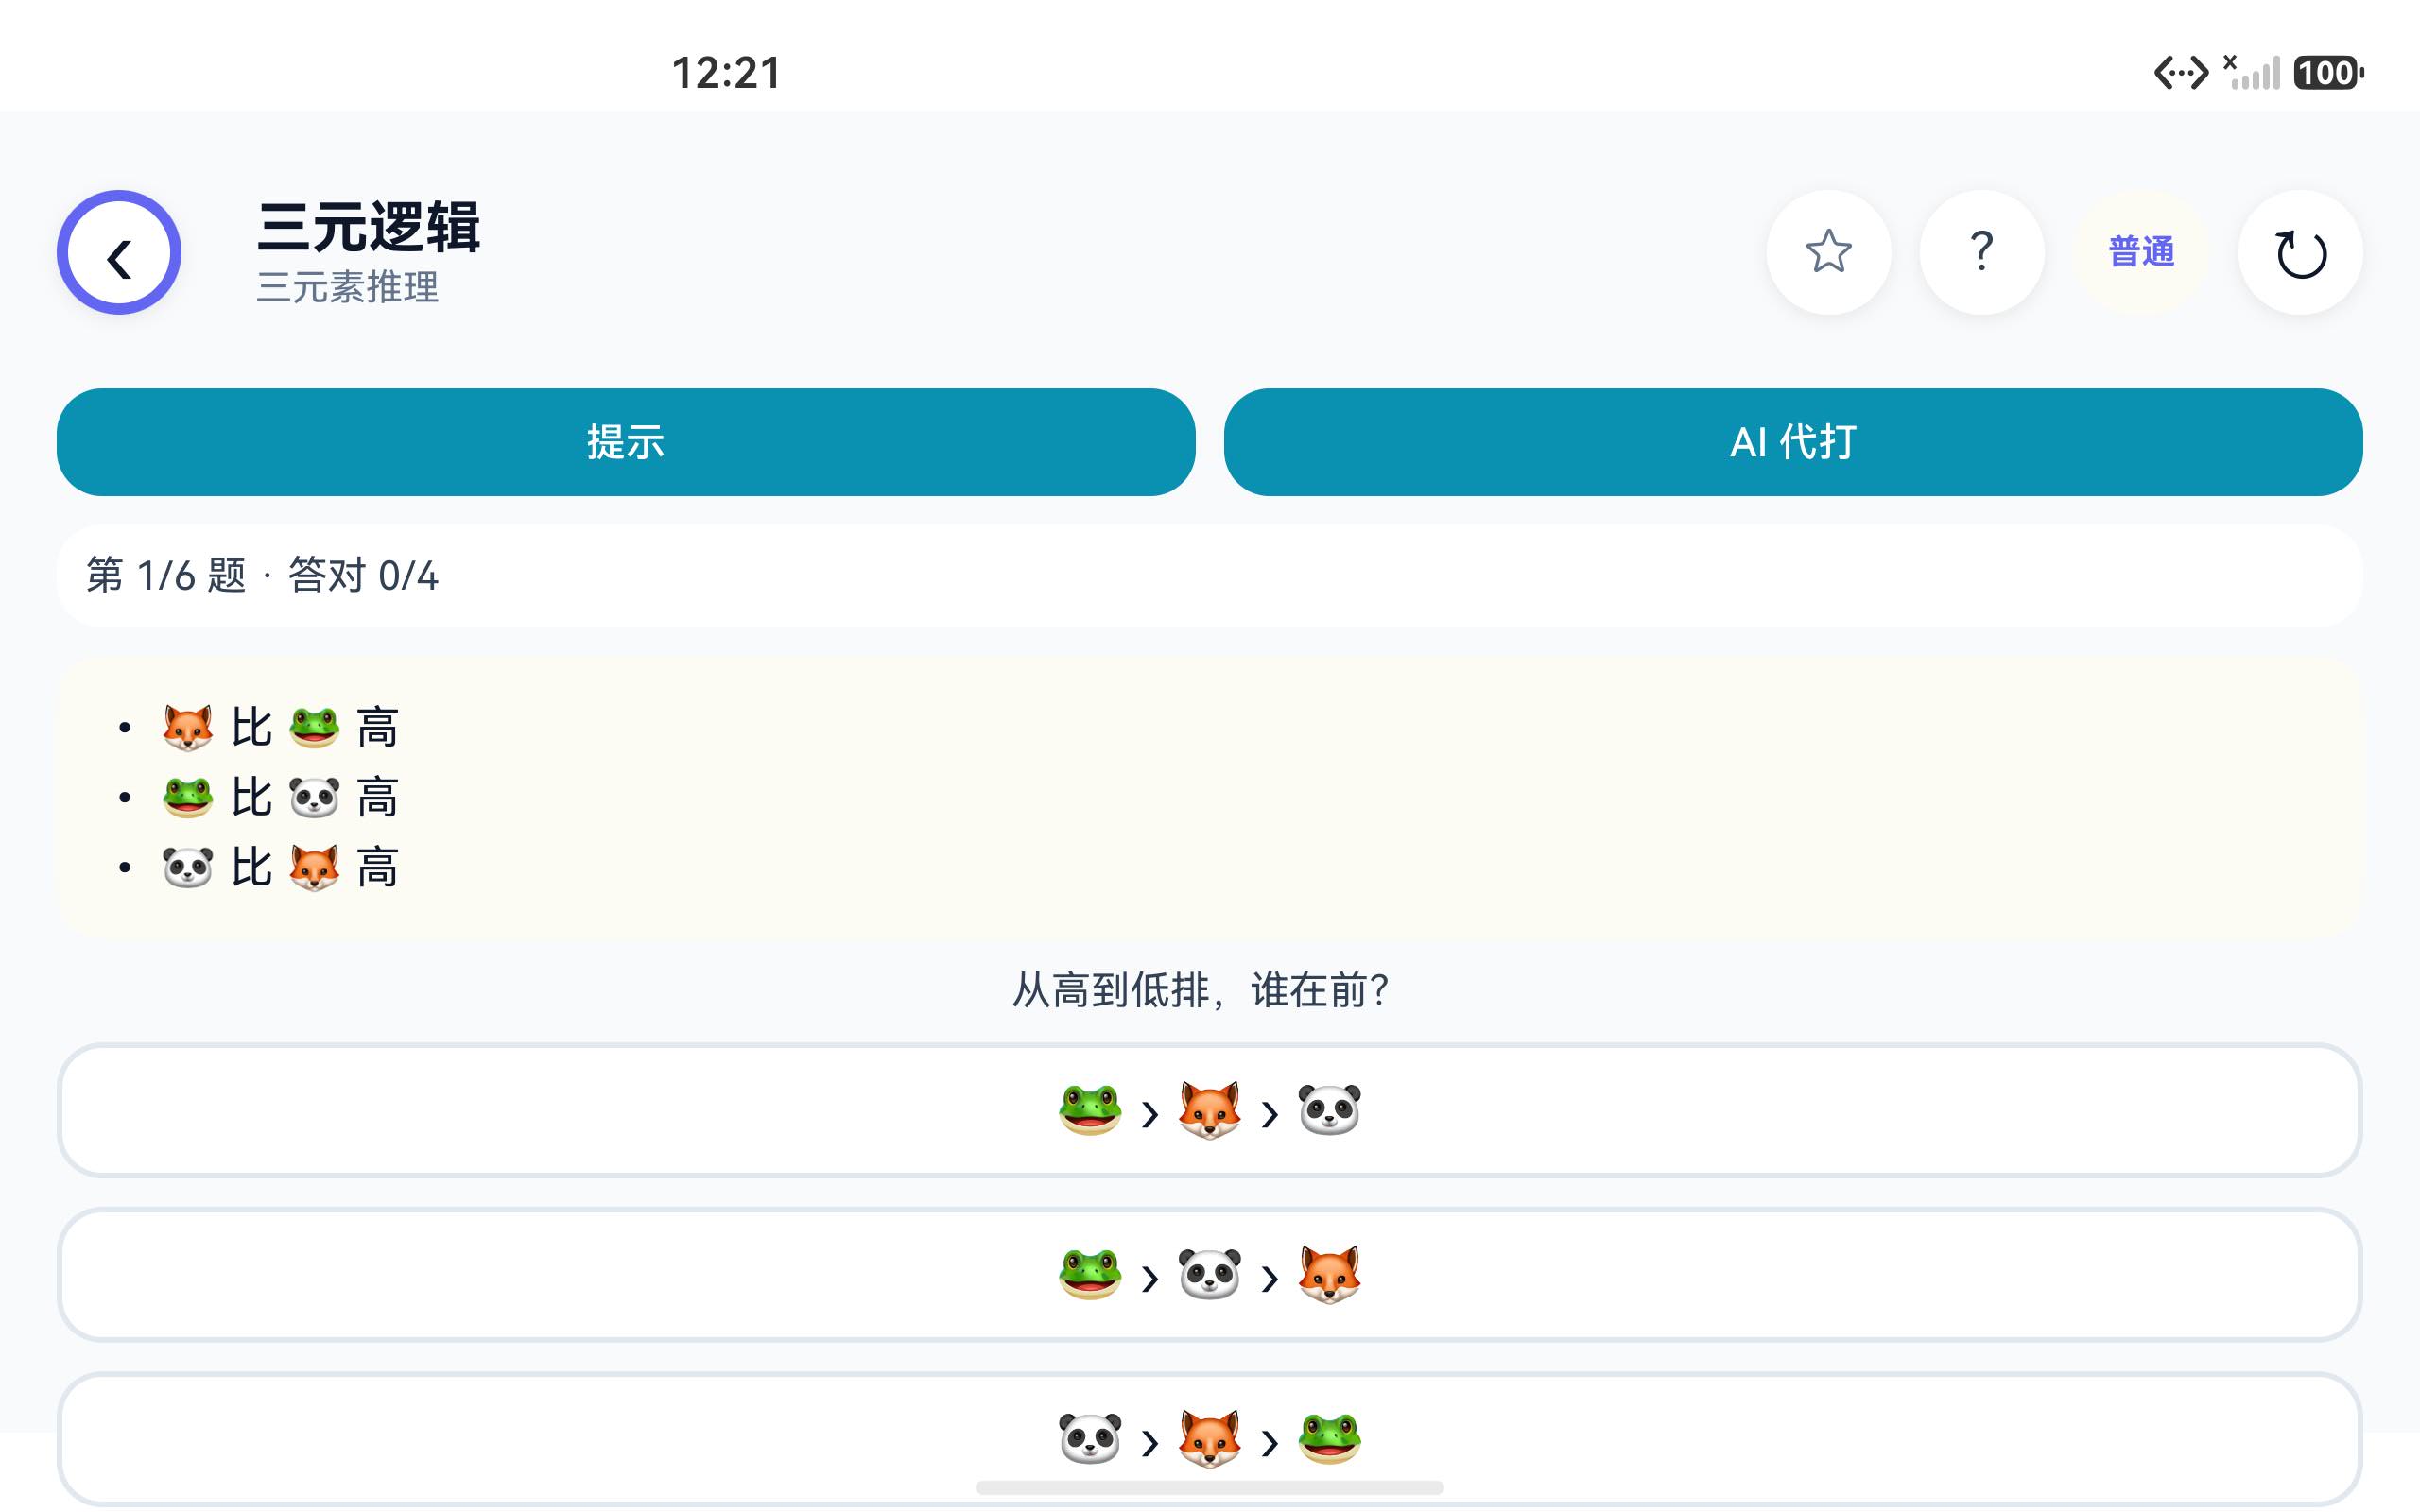 12:21
100
三元逻辑
三元素推理
?
普通
提示
AI 代打
第 1/6 题 · 答对 0/4
• 🦊 比 🐸 高
• 🐸 比 🐼 高
• 🐼 比 🦊 高
从高到低排，谁在前?
🐸 › 🦊 › 🐼
🐸 › 🐼 › 🦊
🐼 › 🦊 › 🐸